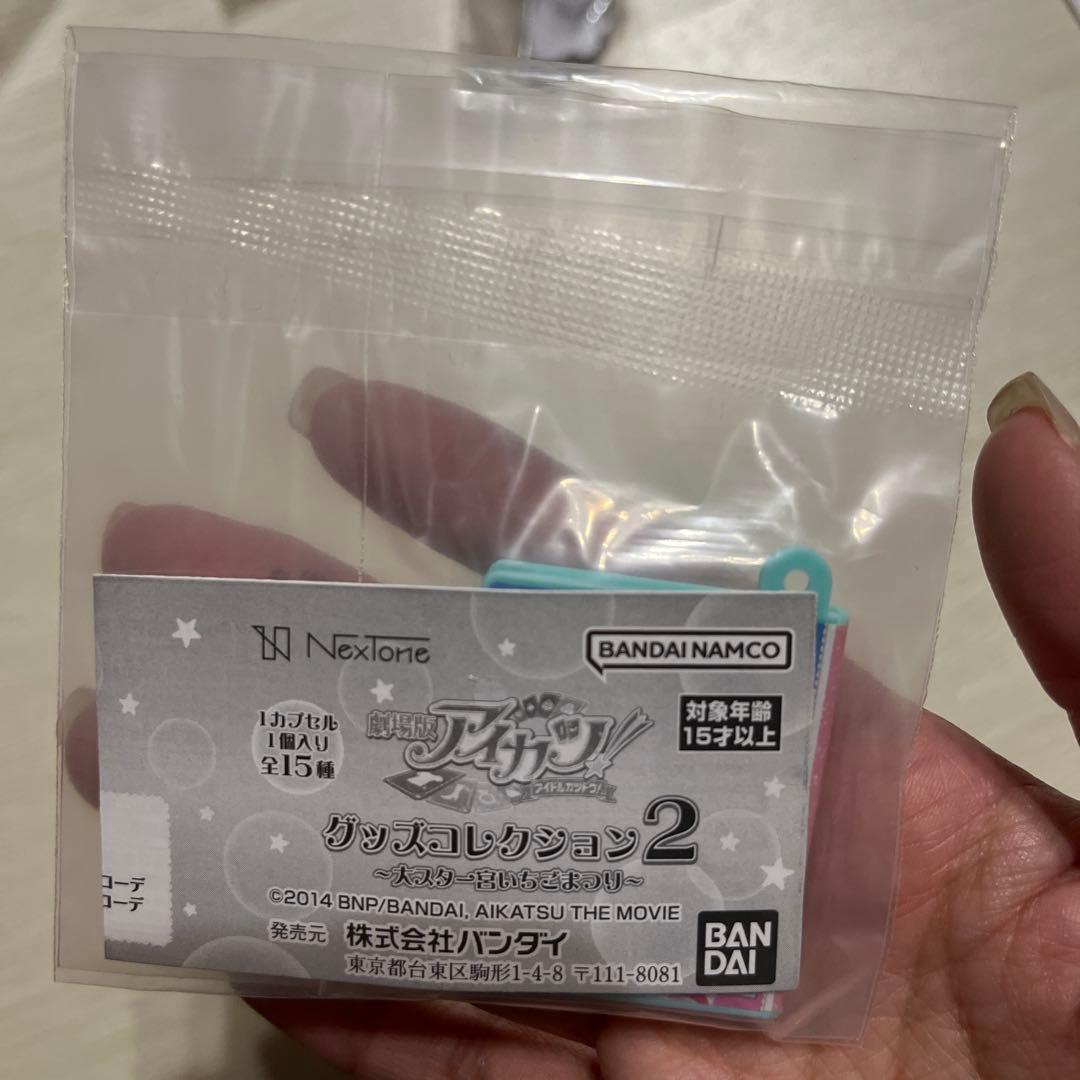 NexTone
BANDAI NAMCO
1カプセル
1個入り
全15種
劇場版
アイカツ!
アイドルカツドウ!
対象年齢
15才以上
グッズコレクション2
~大スター宮いちごまつり~
コーデ
コーデ
©2014 BNP/BANDAI, AIKATSU THE MOVIE
発売元 株式会社バンダイ
東京都台東区駒形1-4-8 〒111-8081
BAN
DAI